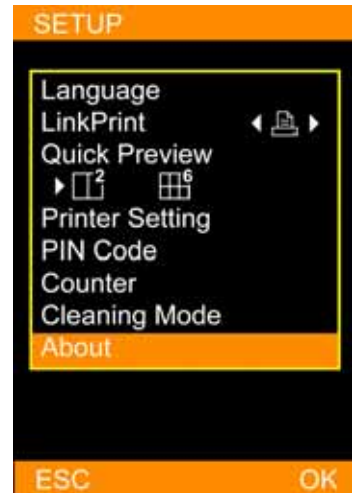 SETUP
Language
LinkPrint
Quick Preview
2 6
Printer Setting
PIN Code
Counter
Cleaning Mode
About
ESC OK